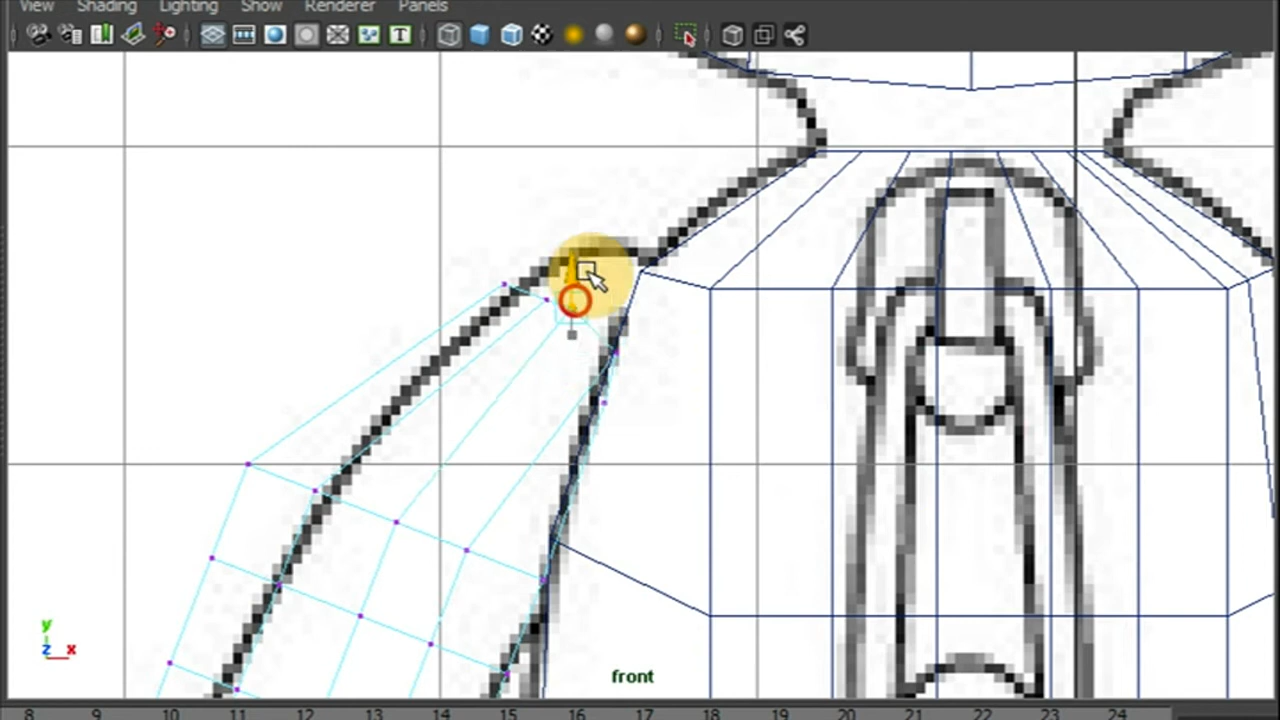 View Shading Lighting Show Renderer Panels
T
y
z x
front
8 9 10 11 12 13 14 15 16 17 18 19 20 21 22 23 24